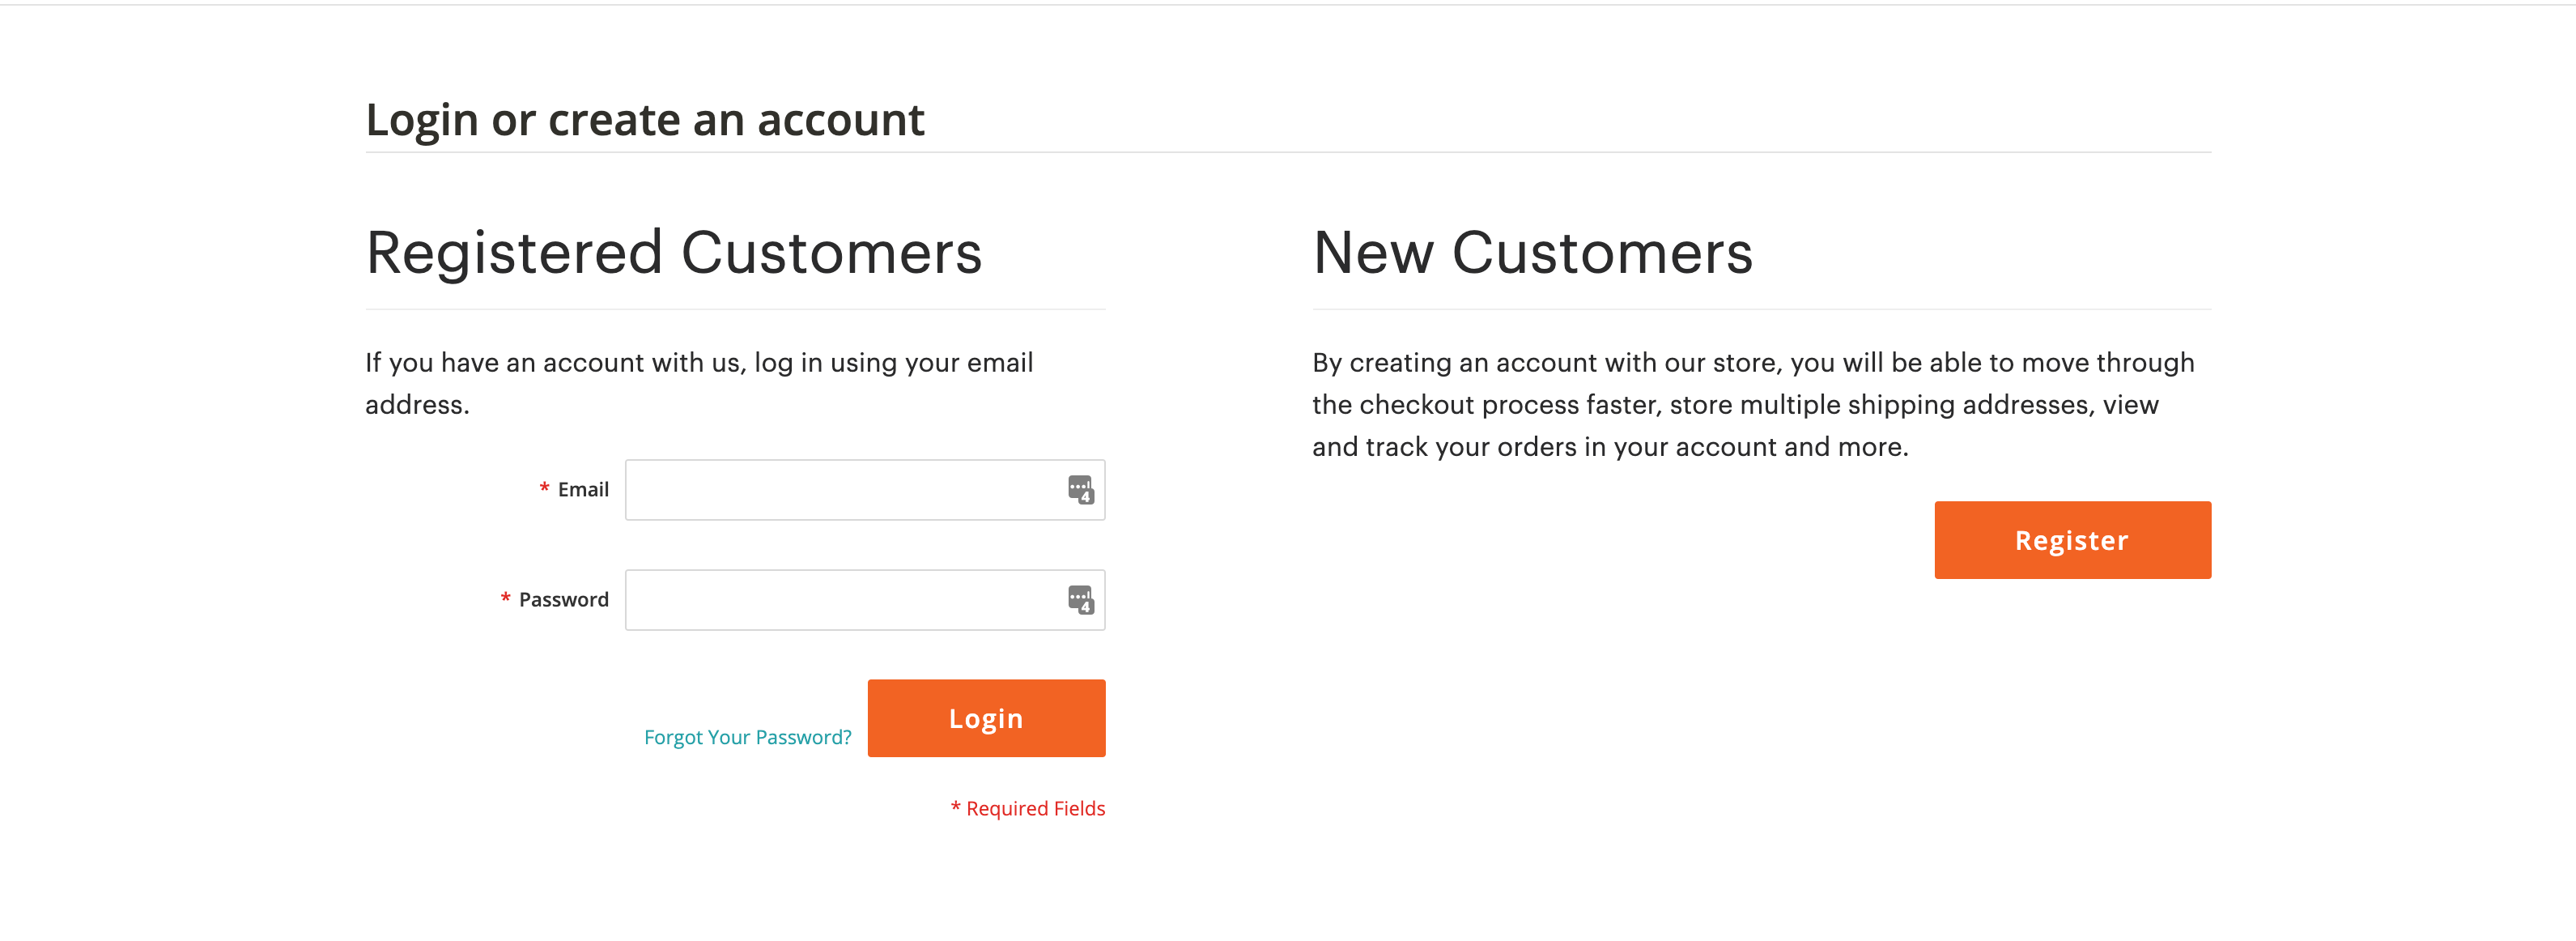 Login or create an account
Registered Customers
If you have an account with us, log in using your email
address.
* Email
4
* Password
4
Forgot Your Password?
Login
* Required Fields
New Customers
By creating an account with our store, you will be able to move through
the checkout process faster, store multiple shipping addresses, view
and track your orders in your account and more.
Register